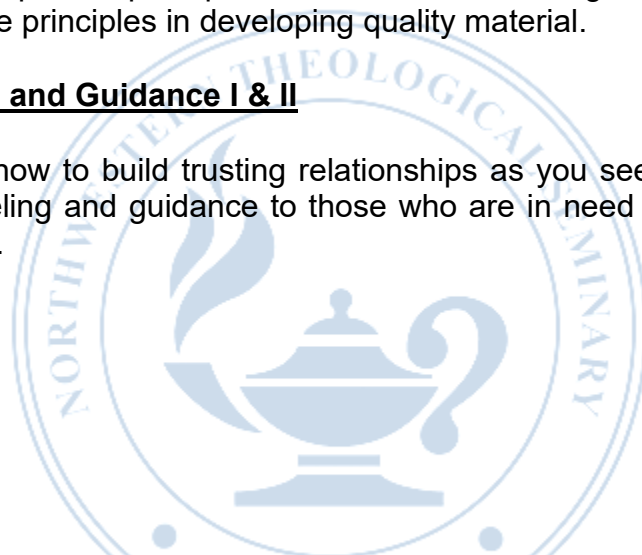 e principles in developing quality material.
and Guidance I & II
now to build trusting relationships as you see
eling and guidance to those who are in need
.
NORTHWESTERN THEOLOGICAL SEMINARY